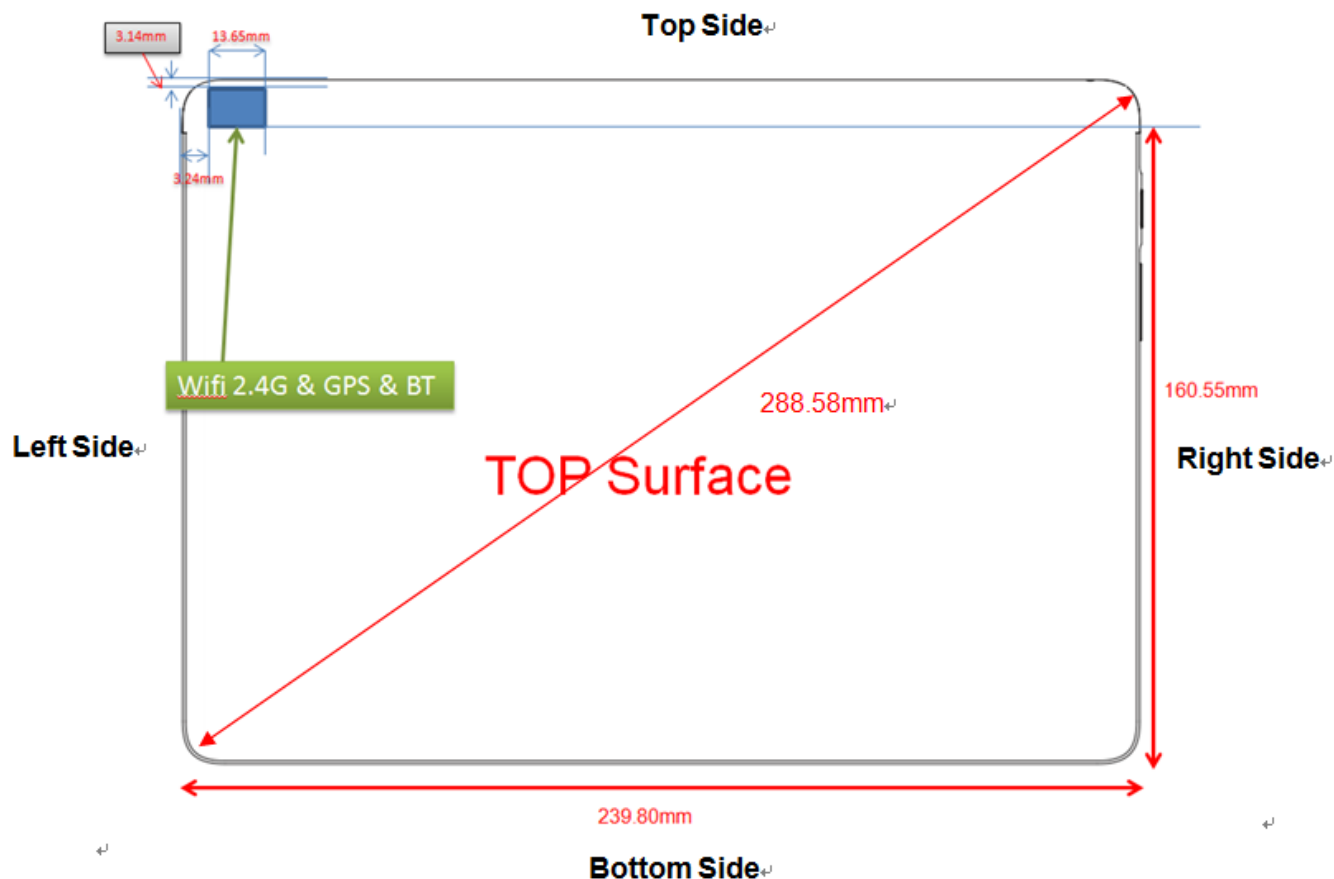 Top Side
3.14mm
13.65mm
3.24mm
Wifi 2.4G & GPS & BT
288.58mm
160.55mm
Left Side
TOP Surface
Right Side
239.80mm
Bottom Side